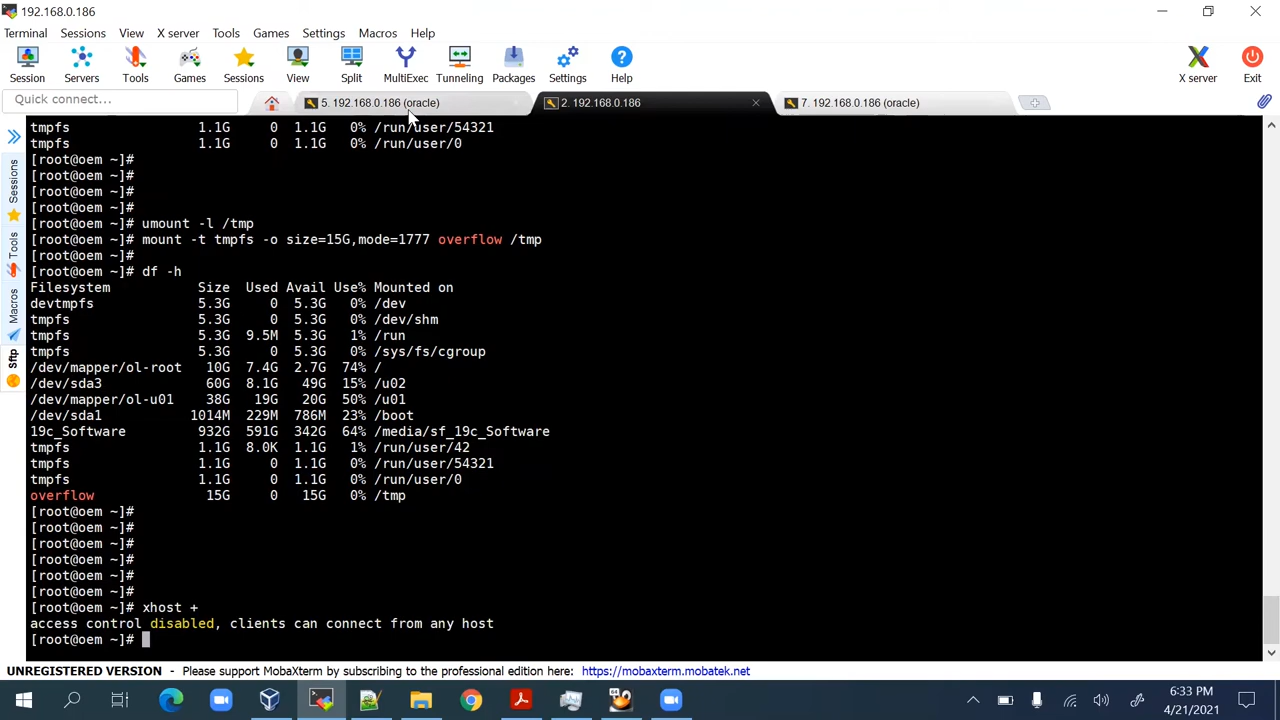 192.168.0.186
Terminal Sessions View X server Tools Games Settings Macros Help
Session Servers Tools Games Sessions View Split MultiExec Tunneling Packages Settings Help X server Exit
Quick connect...
5. 192.168.0.186 (oracle)
2. 192.168.0.186
7. 192.168.0.186 (oracle)
Sessions
Tools
Macros
Sftp
tmpfs 1.1G 0 1.1G 0% /run/user/54321
tmpfs 1.1G 0 1.1G 0% /run/user/0
[root@oem ~]#
[root@oem ~]#
[root@oem ~]#
[root@oem ~]#
[root@oem ~]# umount -l /tmp
[root@oem ~]# mount -t tmpfs -o size=15G,mode=1777 overflow /tmp
[root@oem ~]#
[root@oem ~]# df -h
Filesystem Size Used Avail Use% Mounted on
devtmpfs 5.3G 0 5.3G 0% /dev
tmpfs 5.3G 0 5.3G 0% /dev/shm
tmpfs 5.3G 9.5M 5.3G 1% /run
tmpfs 5.3G 0 5.3G 0% /sys/fs/cgroup
/dev/mapper/ol-root 10G 7.4G 2.7G 74% /
/dev/sda3 60G 8.1G 49G 15% /u02
/dev/mapper/ol-u01 38G 19G 20G 50% /u01
/dev/sda1 1014M 229M 786M 23% /boot
19c_Software 932G 591G 342G 64% /media/sf_19c_Software
tmpfs 1.1G 8.0K 1.1G 1% /run/user/42
tmpfs 1.1G 0 1.1G 0% /run/user/54321
tmpfs 1.1G 0 1.1G 0% /run/user/0
overflow 15G 0 15G 0% /tmp
[root@oem ~]#
[root@oem ~]#
[root@oem ~]#
[root@oem ~]#
[root@oem ~]#
[root@oem ~]#
[root@oem ~]# xhost +
access control disabled, clients can connect from any host
[root@oem ~]#
UNREGISTERED VERSION - Please support MobaXterm by subscribing to the professional edition here: https://mobaxterm.mobatek.net
6:33 PM
4/21/2021